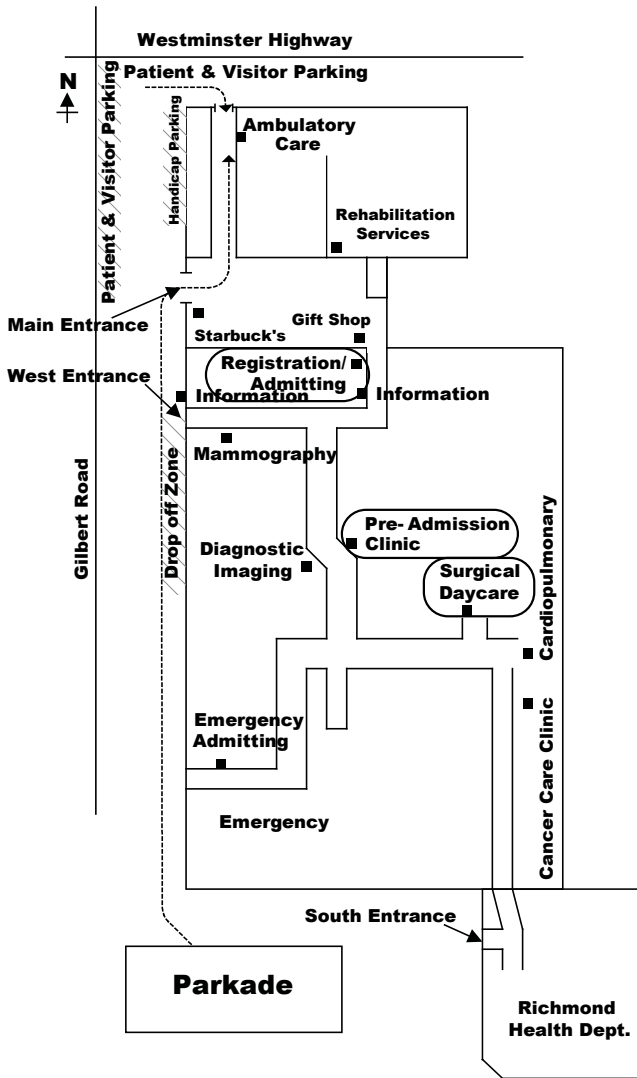 Westminster Highway
Patient & Visitor Parking
N
Patient & Visitor Parking
Handicap Parking
Ambulatory
Care
Rehabilitation
Services
Main Entrance
Starbuck's
Gift Shop
Registration/
Admitting
West Entrance
Information
Information
Mammography
Gilbert Road
Drop off Zone
Pre- Admission
Clinic
Diagnostic
Imaging
Surgical
Daycare
Cardiopulmonary
Emergency
Admitting
Cancer Care Clinic
Emergency
South Entrance
Parkade
Richmond
Health Dept.